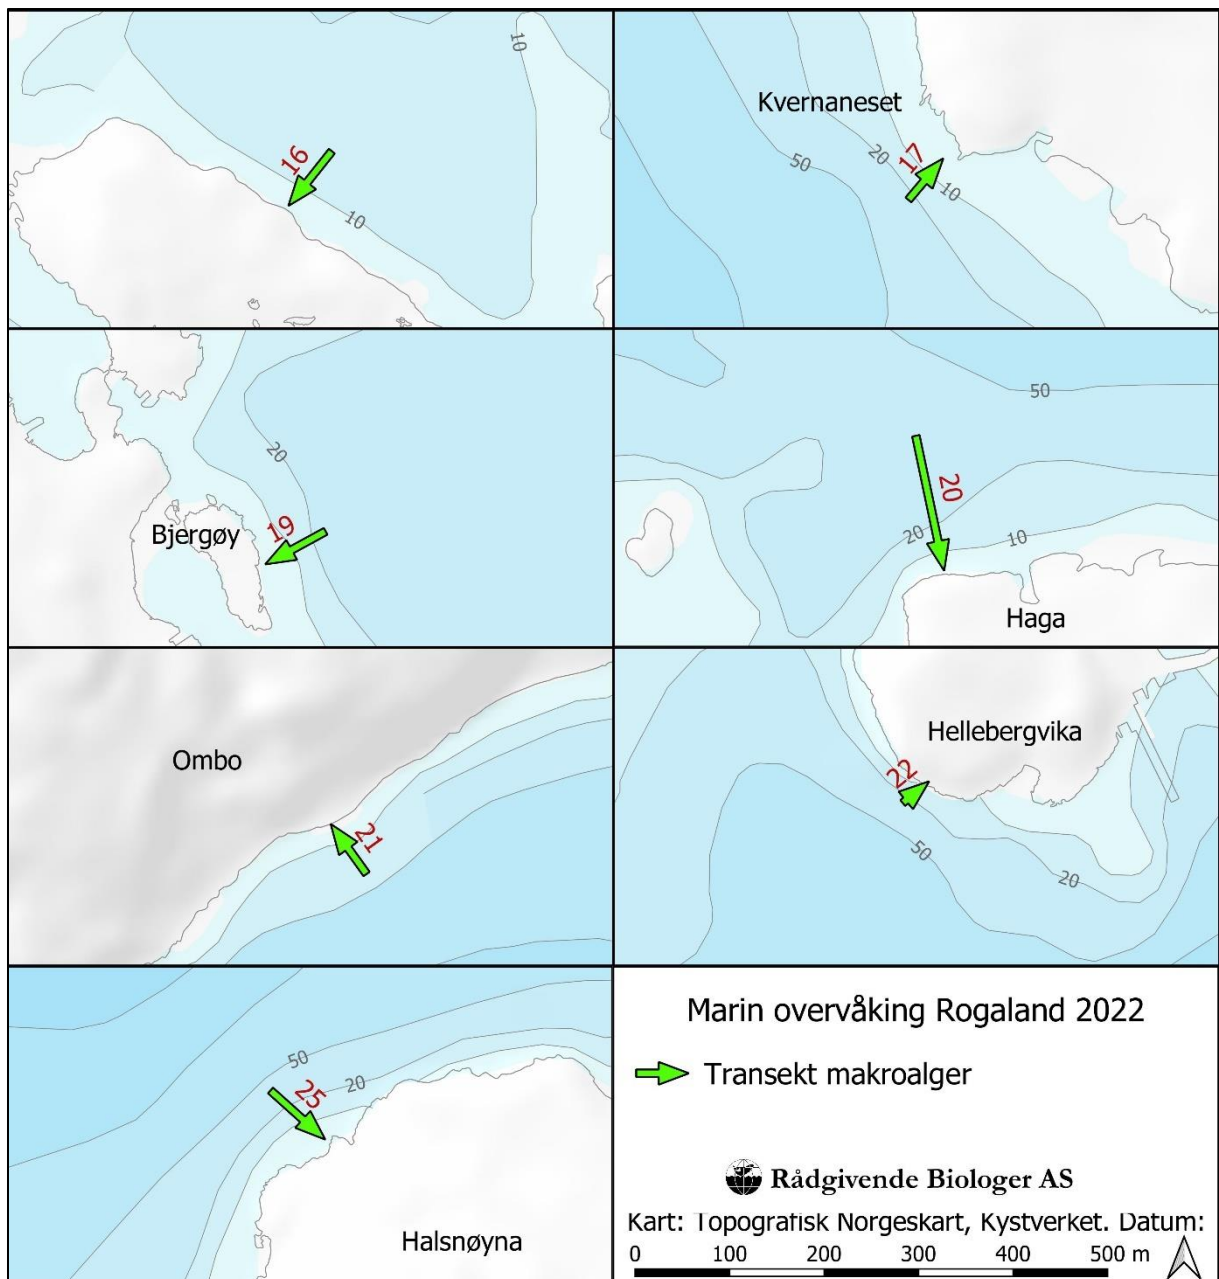 10
16
10
Kvernaneset
50
20
17
10
20
19
Bjergøy
50
20
20
10
Haga
Ombo
21
Hellebergvika
22
50
20
50
20
25
Halsnøyna
Marin overvåking Rogaland 2022
Transekt makroalger
Rådgivende Biologer AS
Kart: Topografisk Norgeskart, Kystverket. Datum:
0 100 200 300 400 500 m